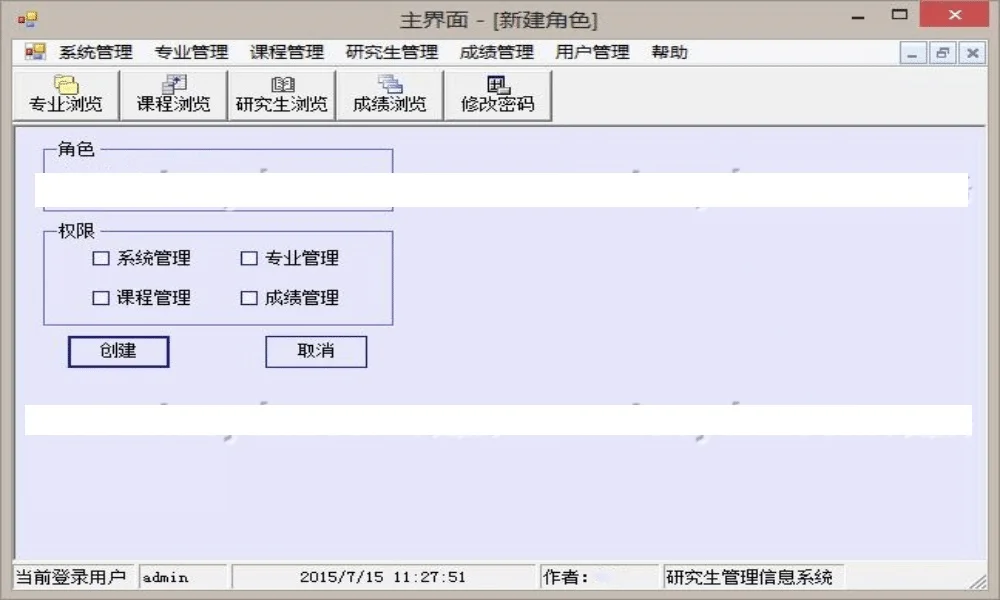 主界面 - [新建角色]
系统管理 专业管理 课程管理 研究生管理 成绩管理 用户管理 帮助
专业浏览 课程浏览 研究生浏览 成绩浏览 修改密码
角色
权限
系统管理 专业管理
课程管理 成绩管理
创建 取消
当前登录用户 admin 2015/7/15 11:27:51 作者: 研究生管理信息系统